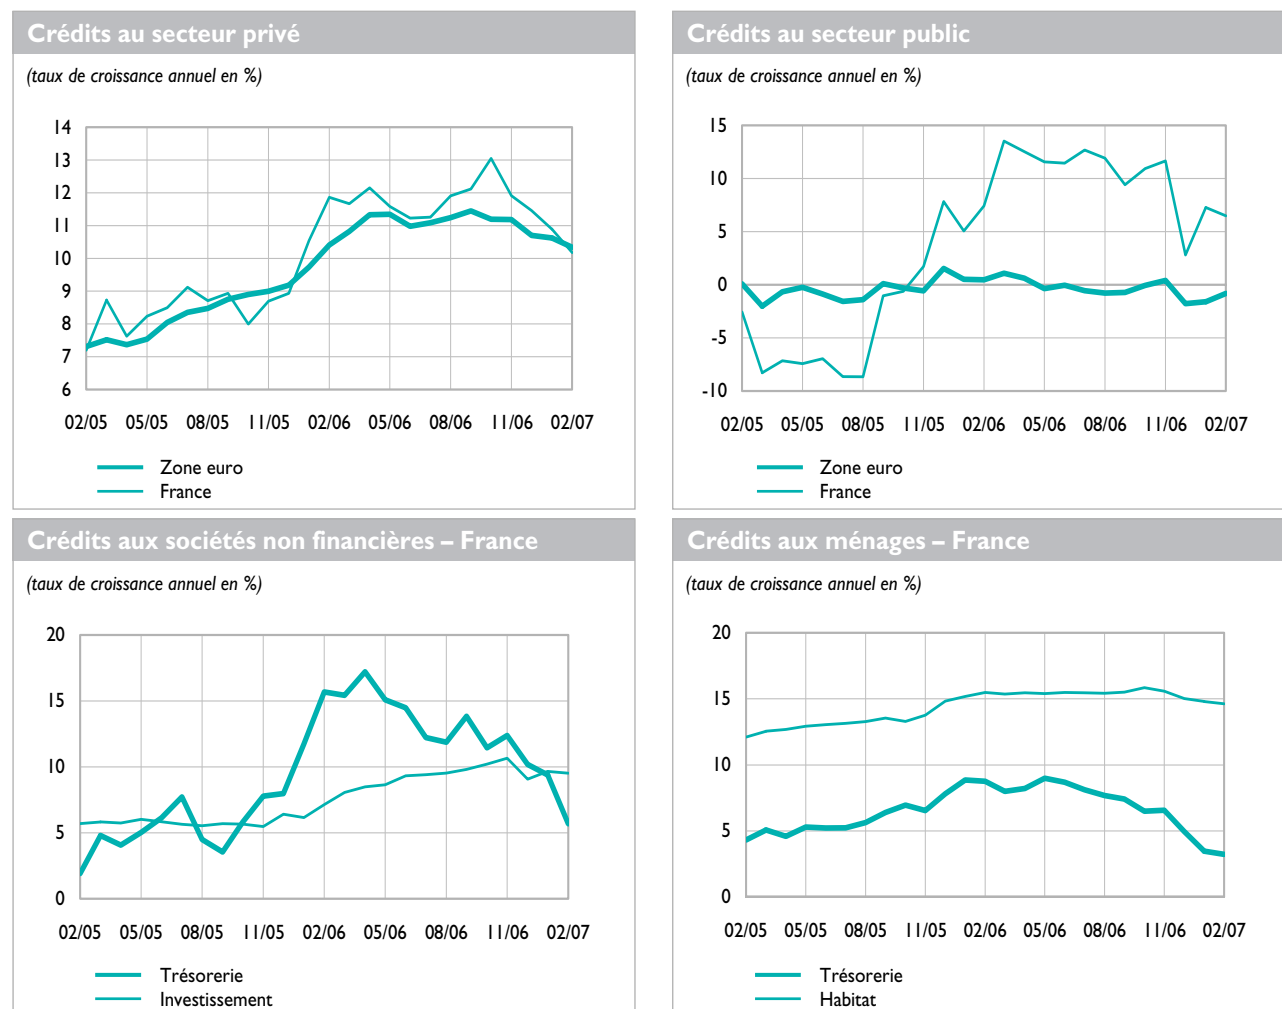 Crédits au secteur privé
(taux de croissance annuel en %)
14
13
12
11
10
9
8
7
6
02/05 05/05 08/05 11/05 02/06 05/06 08/06 11/06 02/07
Zone euro
France
Crédits au secteur public
(taux de croissance annuel en %)
15
10
5
0
-5
-10
02/05 05/05 08/05 11/05 02/06 05/06 08/06 11/06 02/07
Zone euro
France
Crédits aux sociétés non financières – France
(taux de croissance annuel en %)
20
15
10
5
0
02/05 05/05 08/05 11/05 02/06 05/06 08/06 11/06 02/07
Trésorerie
Investissement
Crédits aux ménages – France
(taux de croissance annuel en %)
20
15
10
5
0
02/05 05/05 08/05 11/05 02/06 05/06 08/06 11/06 02/07
Trésorerie
Habitat